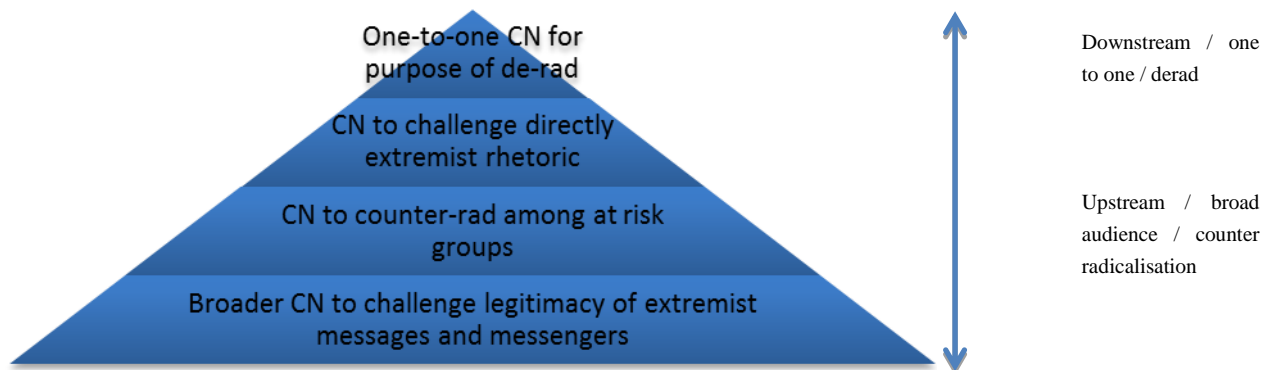 One-to-one CN for
purpose of de-rad
CN to challenge directly
extremist rhetoric
CN to counter-rad among at risk
groups
Broader CN to challenge legitimacy of extremist
messages and messengers
Downstream / one
to one / derad
Upstream / broad
audience / counter
radicalisation